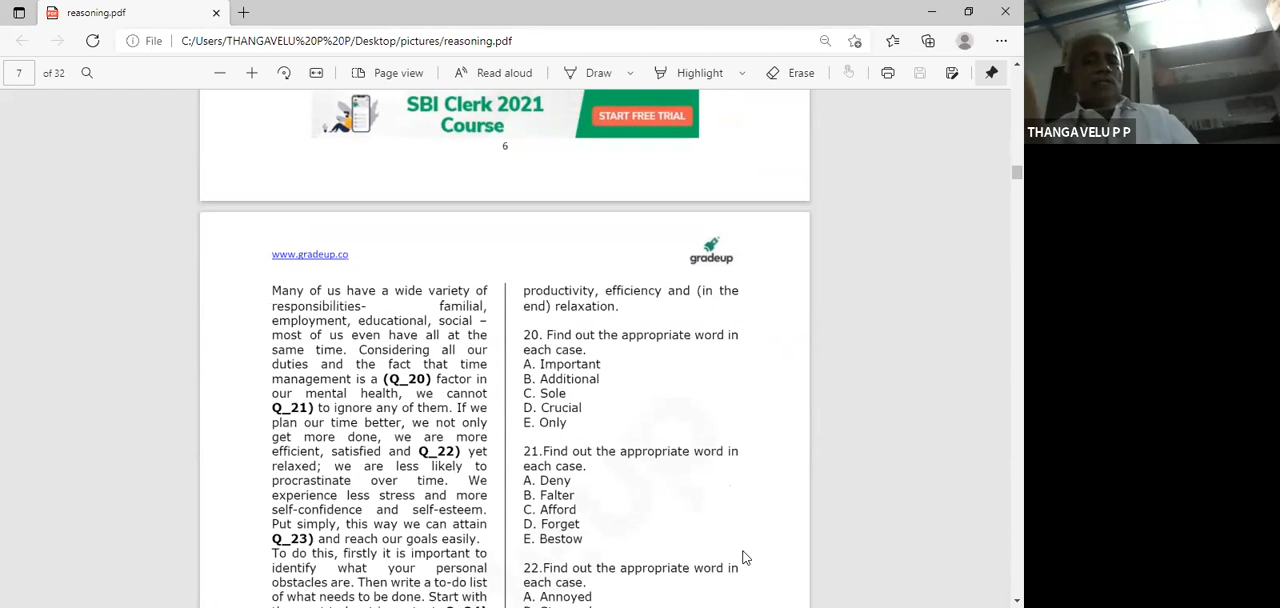 reasoning.pdf
File
C:/Users/THANGAVELU%20P%20P/Desktop/pictures/reasoning.pdf
7 of 32
Page view
Read aloud
Draw
Highlight
Erase
THANGAVELU P P
SBI Clerk 2021
Course
START FREE TRIAL
6
www.gradeup.co
gradeup
Many of us have a wide variety of
responsibilities- familial,
employment, educational, social –
most of us even have all at the
same time. Considering all our
duties and the fact that time
management is a (Q_20) factor in
our mental health, we cannot
Q_21) to ignore any of them. If we
plan our time better, we not only
get more done, we are more
efficient, satisfied and Q_22) yet
relaxed; we are less likely to
procrastinate over time. We
experience less stress and more
self-confidence and self-esteem.
Put simply, this way we can attain
Q_23) and reach our goals easily.
To do this, firstly it is important to
identify what your personal
obstacles are. Then write a to-do list
of what needs to be done. Start with
productivity, efficiency and (in the
end) relaxation.
20. Find out the appropriate word in
each case.
A. Important
B. Additional
C. Sole
D. Crucial
E. Only
21.Find out the appropriate word in
each case.
A. Deny
B. Falter
C. Afford
D. Forget
E. Bestow
22.Find out the appropriate word in
each case.
A. Annoyed